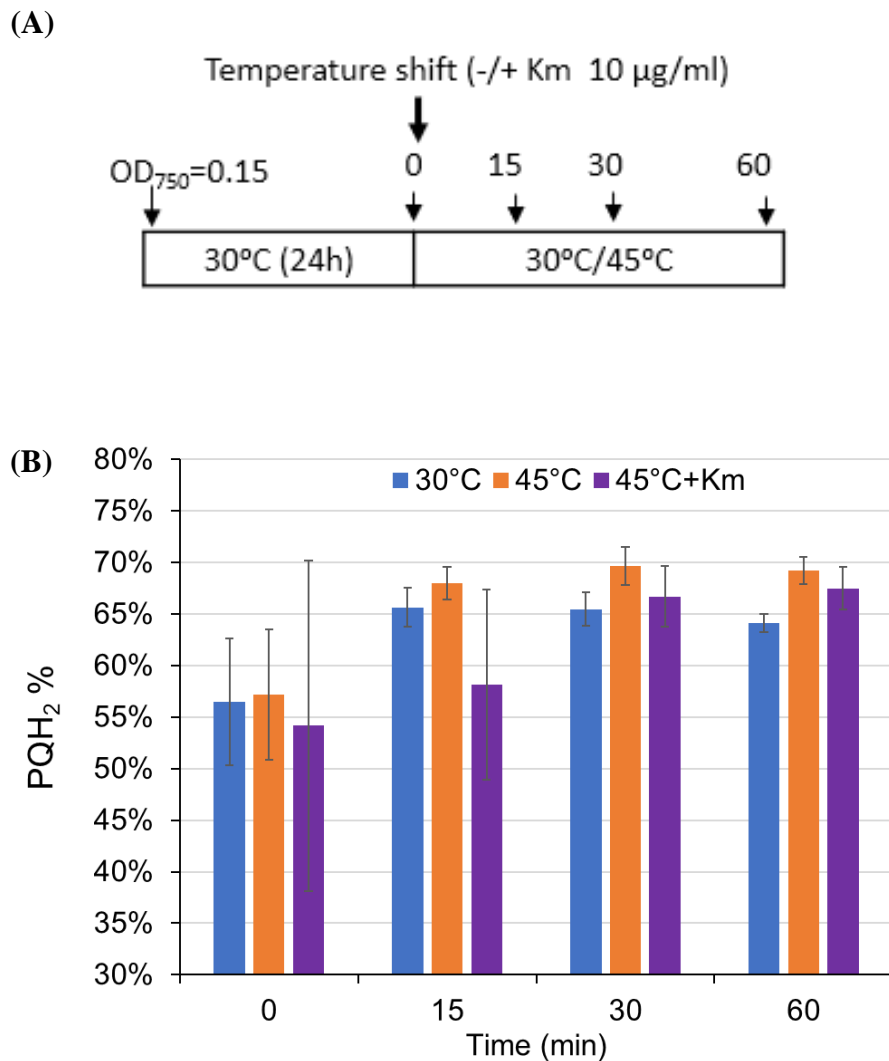 (A)
Temperature shift (-/+ Km 10 µg/ml)
OD₇₅₀=0.15
0
15
30
60
30ºC (24h)
30ºC/45ºC
(B)
80%
75%
70%
65%
60%
55%
50%
45%
40%
35%
30%
PQH₂ %
30°C
45°C
45°C+Km
0
15
30
60
Time (min)